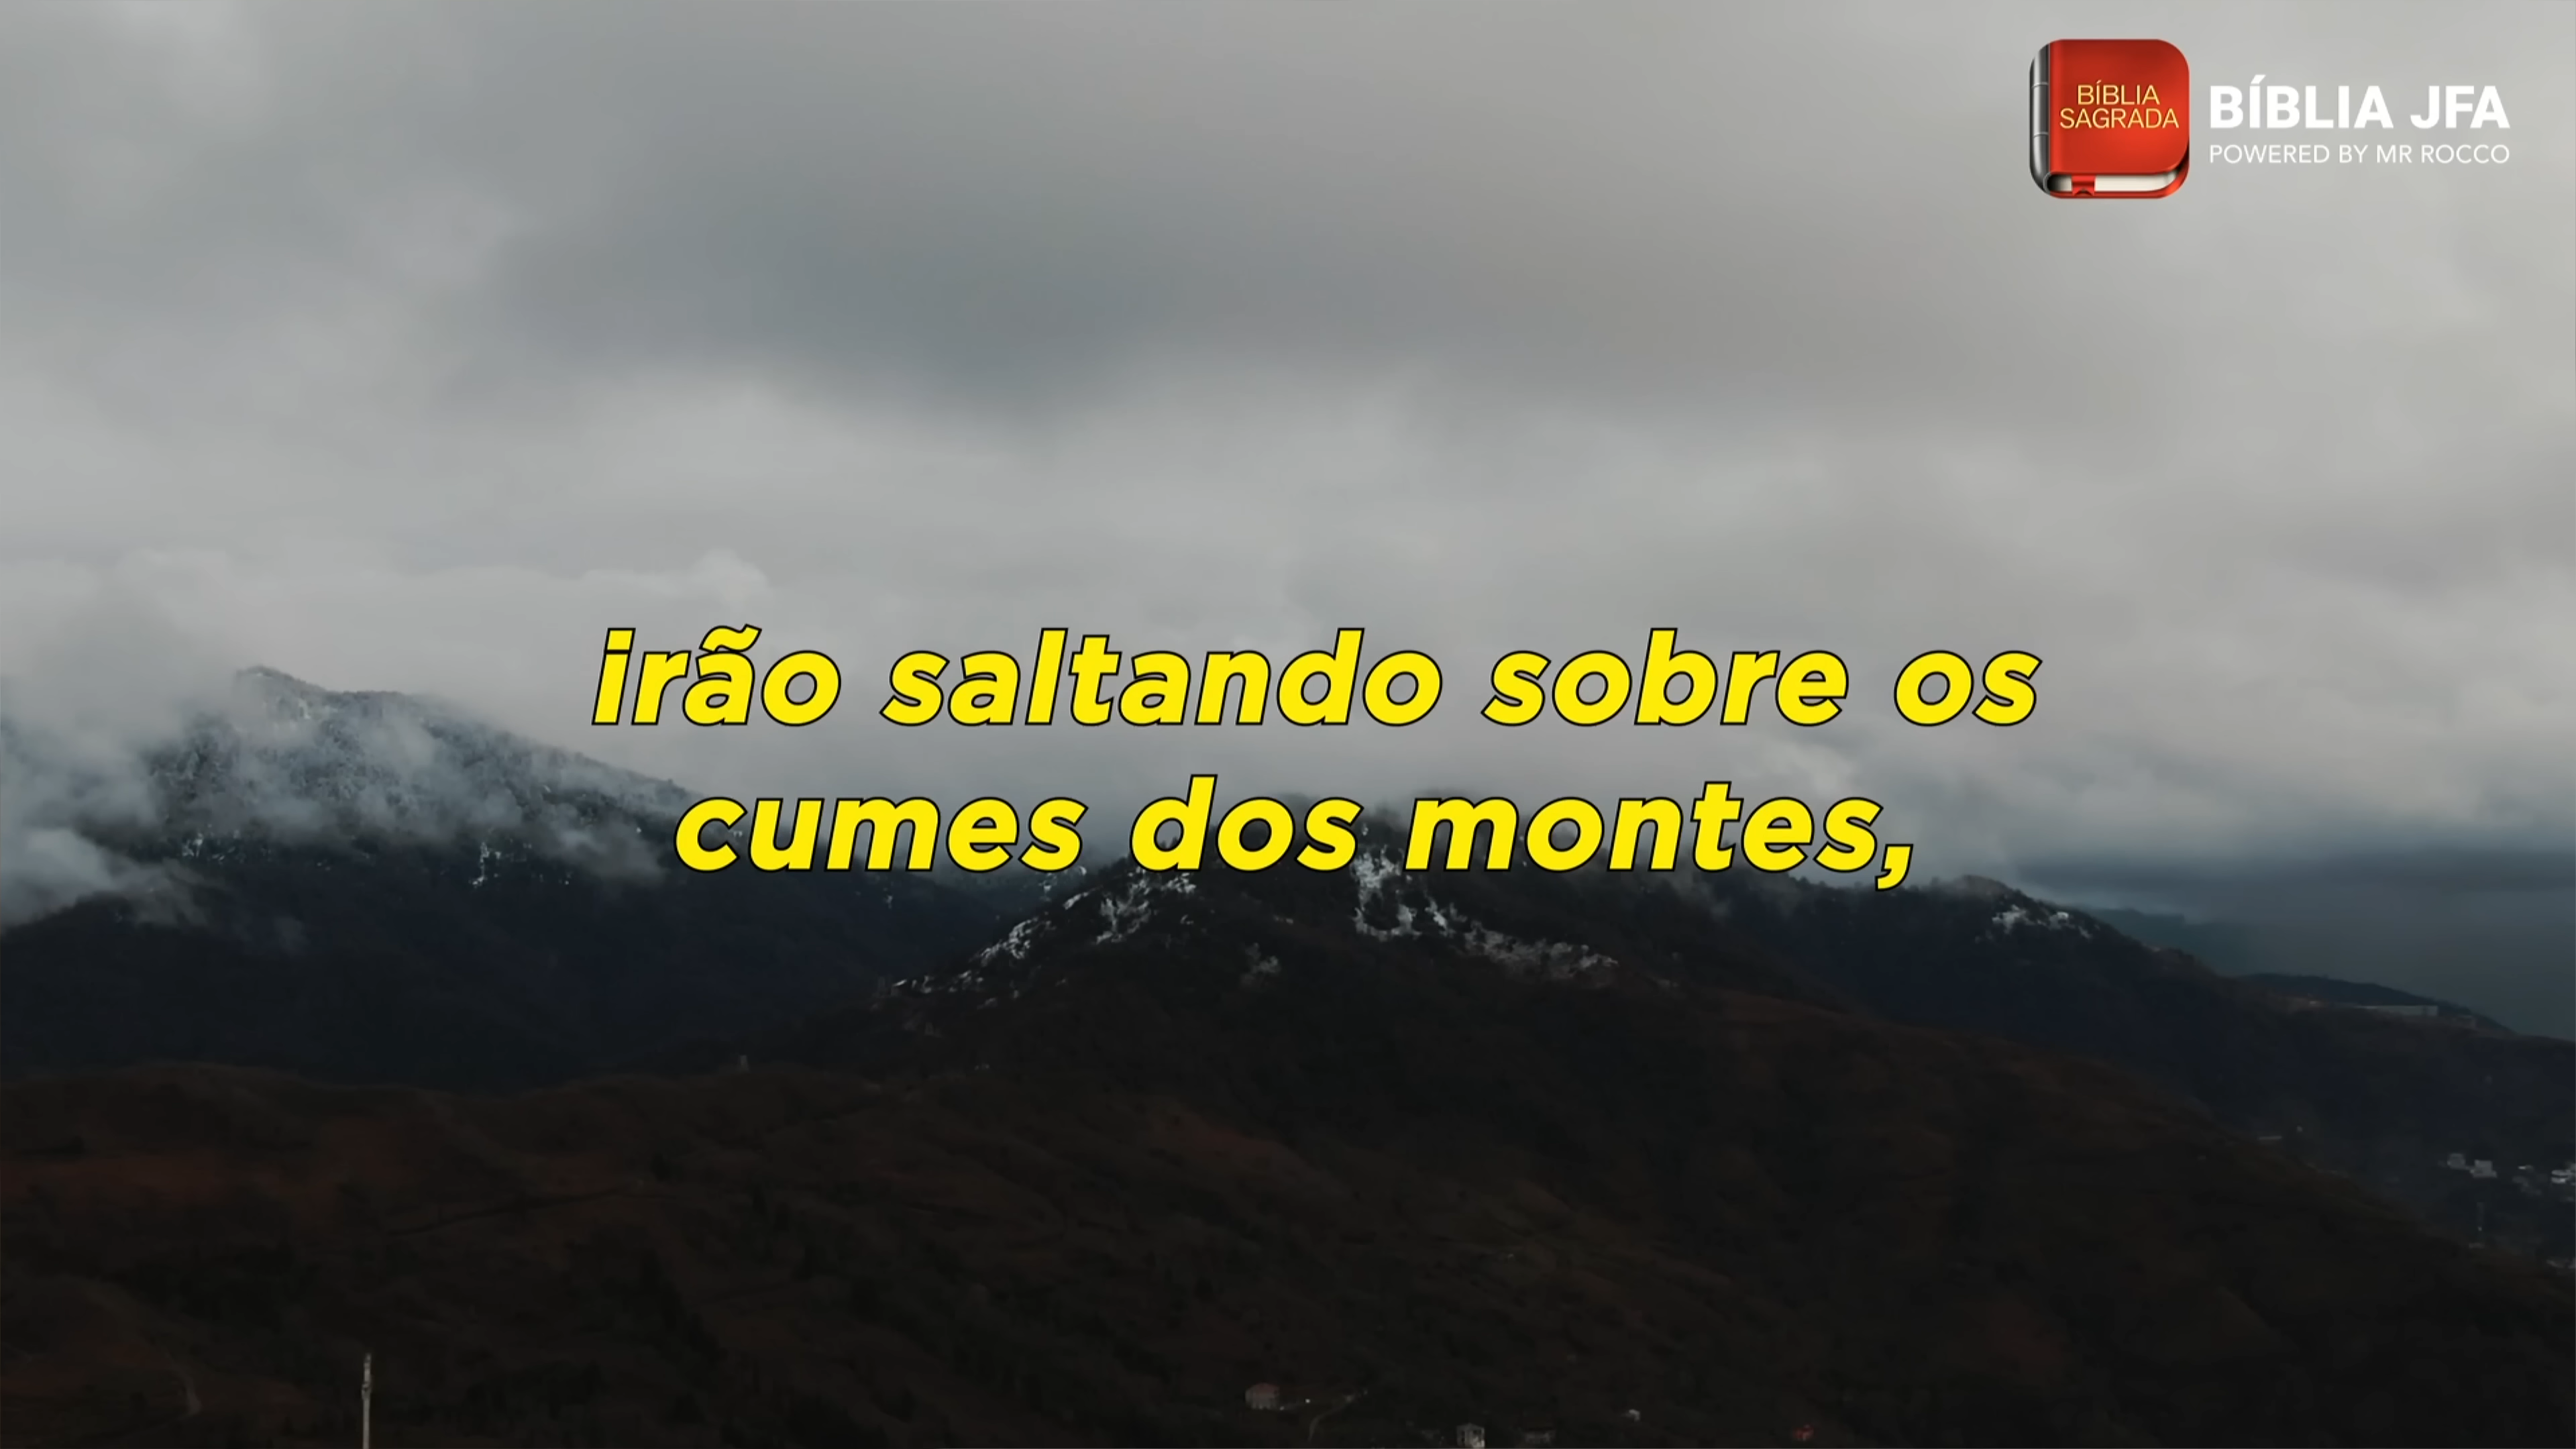 BÍBLIA
SAGRADA
BÍBLIA JFA
POWERED BY MR ROCCO
irão saltando sobre os
cumes dos montes,